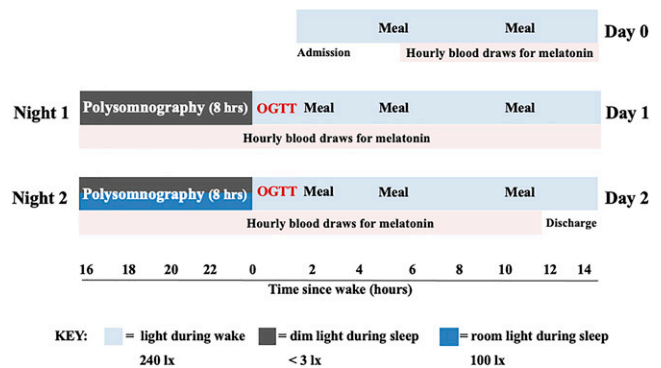 Meal Meal Day 0
Admission Hourly blood draws for melatonin
Night 1 Polysomnography (8 hrs) OGTT Meal Meal Meal Day 1
Hourly blood draws for melatonin
Night 2 Polysomnography (8 hrs) OGTT Meal Meal Meal Day 2
Hourly blood draws for melatonin Discharge
16 18 20 22 0 2 4 6 8 10 12 14
Time since wake (hours)
KEY: = light during wake = dim light during sleep = room light during sleep
240 lx < 3 lx 100 lx